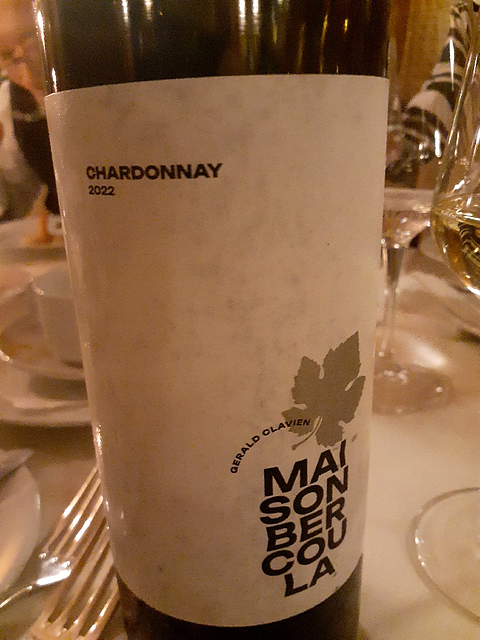 CHARDONNAY
2022
GERALD CLAVIEN
MAI
SON
BER
COU
LA